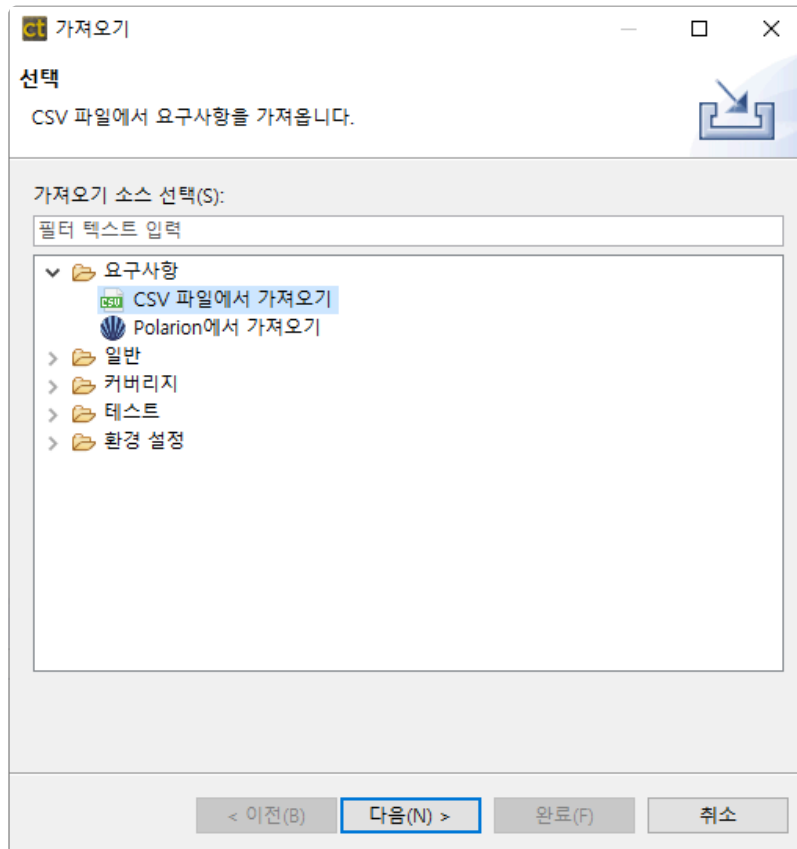 ct 가져오기
선택
CSV 파일에서 요구사항을 가져옵니다.
가져오기 소스 선택(S):
필터 텍스트 입력
요구사항
CSV CSV 파일에서 가져오기
Polarion에서 가져오기
일반
커버리지
테스트
환경 설정
< 이전(B) 다음(N) > 완료(F) 취소